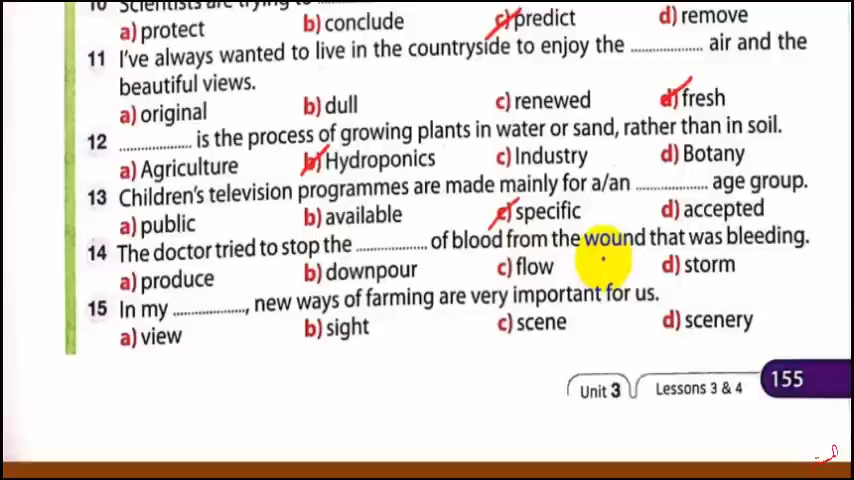 10 Scientists are trying to
a) protect b) conclude c) predict d) remove
11 I've always wanted to live in the countryside to enjoy the .................. air and the
beautiful views.
a) original b) dull c) renewed d) fresh
12 .................. is the process of growing plants in water or sand, rather than in soil.
a) Agriculture b) Hydroponics c) Industry d) Botany
13 Children's television programmes are made mainly for a/an .................. age group.
a) public b) available c) specific d) accepted
14 The doctor tried to stop the .................. of blood from the wound that was bleeding.
a) produce b) downpour c) flow d) storm
15 In my .................., new ways of farming are very important for us.
a) view b) sight c) scene d) scenery
Unit 3 Lessons 3 & 4 155